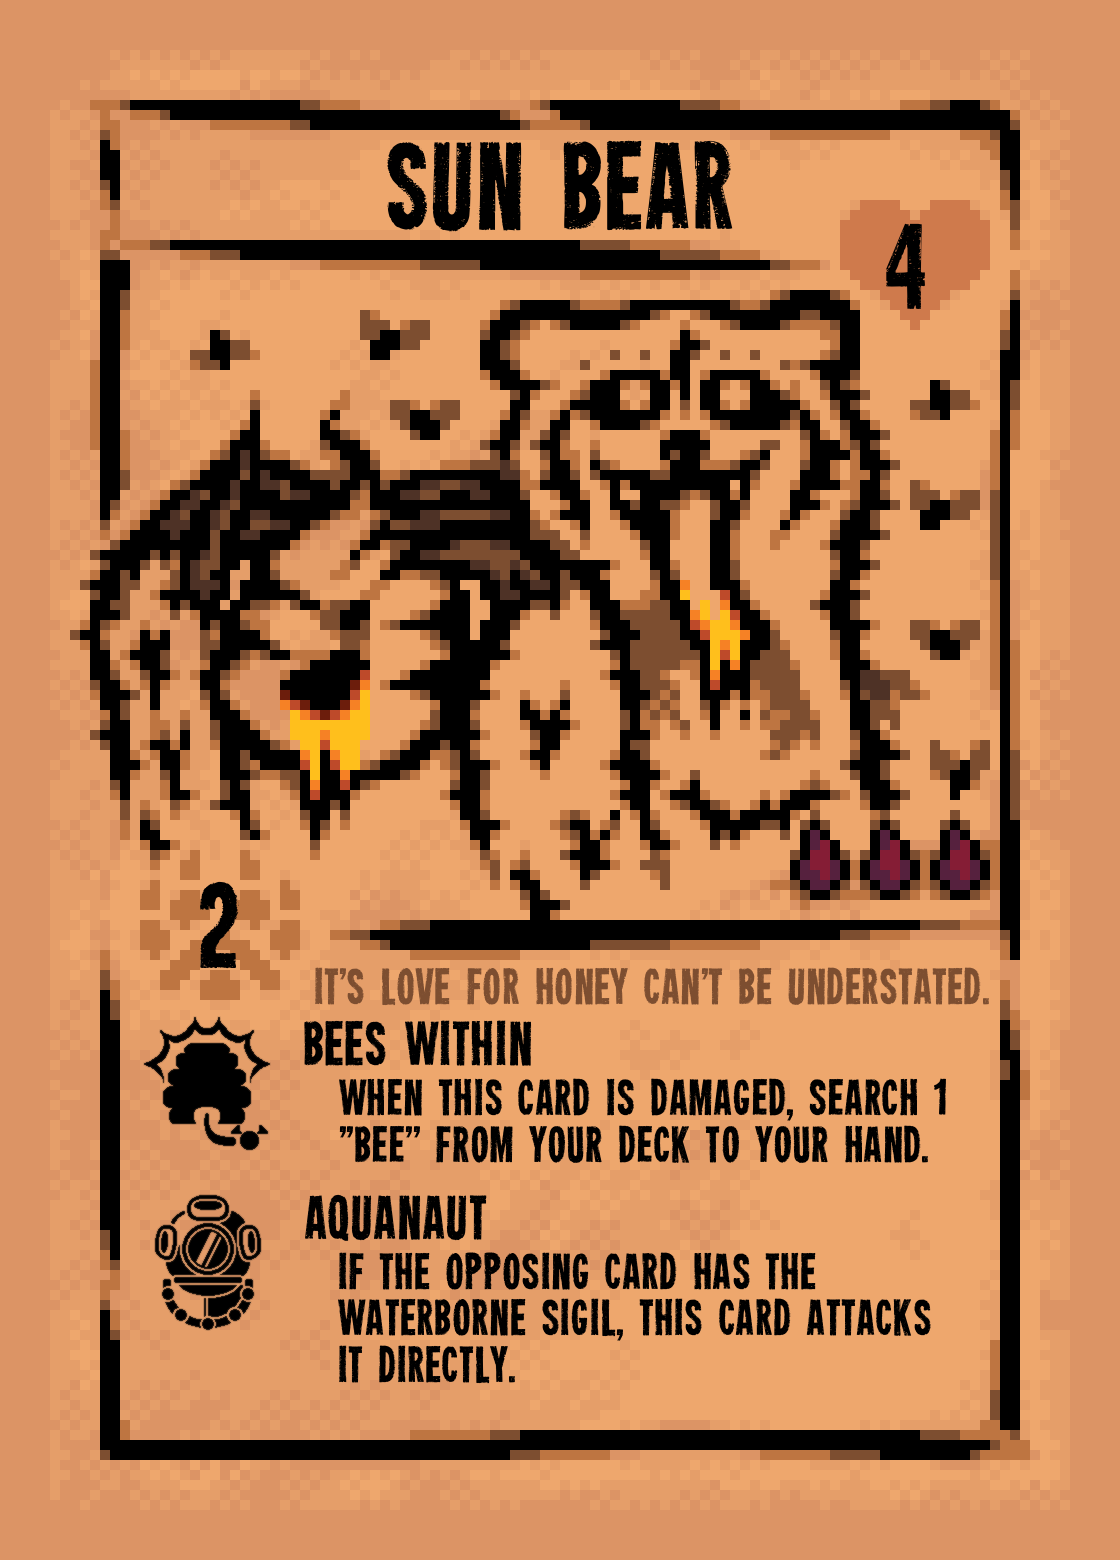 SUN BEAR
4
2
IT'S LOVE FOR HONEY CAN'T BE UNDERSTATED.
BEES WITHIN
WHEN THIS CARD IS DAMAGED, SEARCH 1
"BEE" FROM YOUR DECK TO YOUR HAND.
AQUANAUT
IF THE OPPOSING CARD HAS THE
WATERBORNE SIGIL, THIS CARD ATTACKS
IT DIRECTLY.